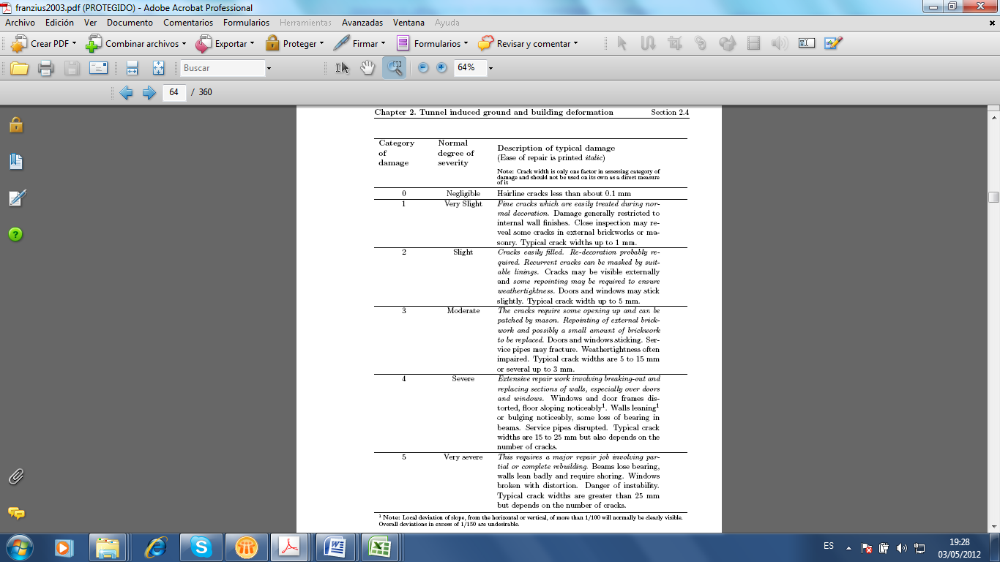 franzius2003.pdf (PROTEGIDO) - Adobe Acrobat Professional
Archivo Edición Ver Documento Comentarios Formularios Herramientas Avanzadas Ventana Ayuda
Crear PDF Combinar archivos Exportar Proteger Firmar Formularios Revisar y comentar
Buscar 64%
64 / 360
Chapter 2. Tunnel induced ground and building deformation Section 2.4
Category of damage
Normal degree of severity
Description of typical damage
(Ease of repair is printed italic)
Note: Crack width is only one factor in assessing category of
damage and should not be used on its own as a direct measure
of it
0 Negligible Hairline cracks less than about 0.1 mm
1 Very Slight Fine cracks which are easily treated during nor-
mal decoration. Damage generally restricted to
internal wall finishes. Close inspection may re-
veal some cracks in external brickworks or ma-
sonry. Typical crack widths up to 1 mm.
2 Slight Cracks easily filled. Re-decoration probably re-
quired. Recurrent cracks can be masked by suit-
able linings. Cracks may be visible externally
and some repointing may be required to ensure
weathertightness. Doors and windows may stick
slightly. Typical crack width up to 5 mm.
3 Moderate The cracks require some opening up and can be
patched by mason. Repointing of external brick-
work and possibly a small amount of brickwork
to be replaced. Doors and windows sticking. Ser-
vice pipes may fracture. Weathertightness often
impaired. Typical crack widths are 5 to 15 mm
or several up to 3 mm.
4 Severe Extensive repair work involving breaking-out and
replacing sections of walls, especially over doors
and windows. Windows and door frames dis-
torted, floor sloping noticeably1. Walls leaning1
or bulging noticeably, some loss of bearing in
beams. Service pipes disrupted. Typical crack
widths are 15 to 25 mm but also depends on the
number of cracks.
5 Very severe This requires a major repair job involving par-
tial or complete rebuilding. Beams lose bearing,
walls lean badly and require shoring. Windows
broken with distortion. Danger of instability.
Typical crack widths are greater than 25 mm
but depends on the number of cracks.
1 Note: Local deviation of slope, from the horizontal or vertical, of more than 1/100 will normally be clearly visible.
Overall deviations in excess of 1/150 are undesirable.
ES 19:28
03/05/2012